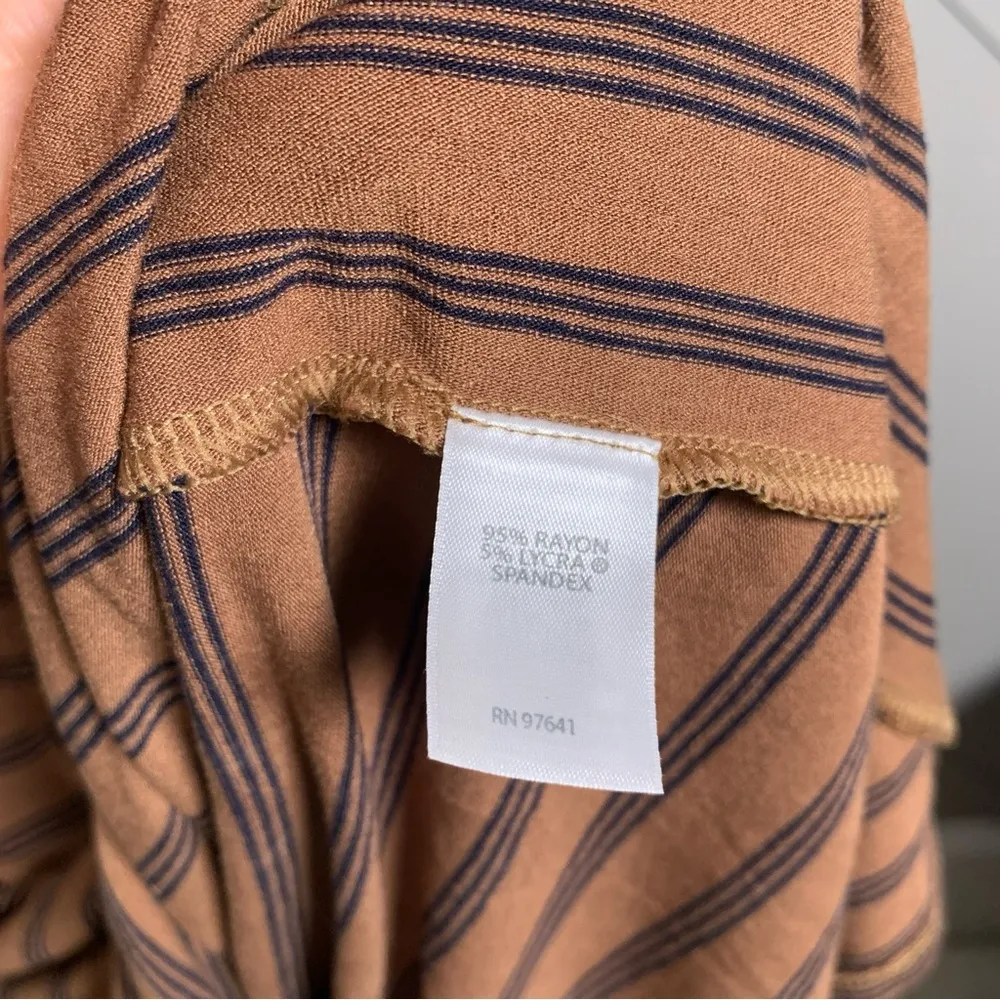 95% RAYON
5% LYCRA ®
SPANDEX
RN 97641